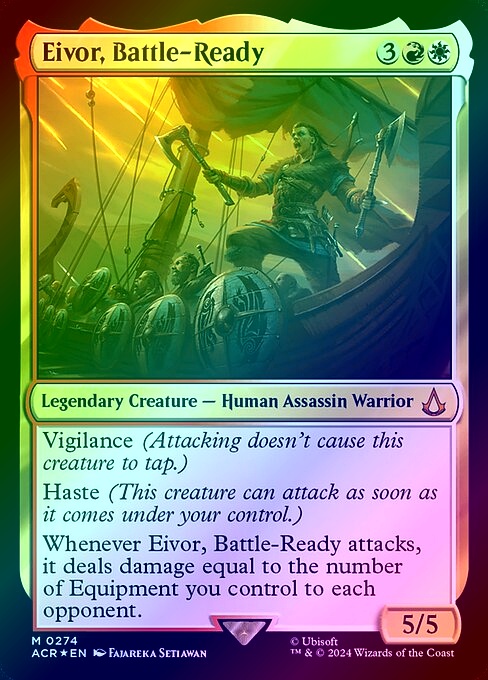 Eivor, Battle-Ready 3
Legendary Creature — Human Assassin Warrior
Vigilance (Attacking doesn't cause this
creature to tap.)
Haste (This creature can attack as soon as
it comes under your control.)
Whenever Eivor, Battle-Ready attacks,
it deals damage equal to the number
of Equipment you control to each
opponent.
5/5
M 0274
ACR★EN Fajareka Setiawan
© Ubisoft
™ & © 2024 Wizards of the Coast